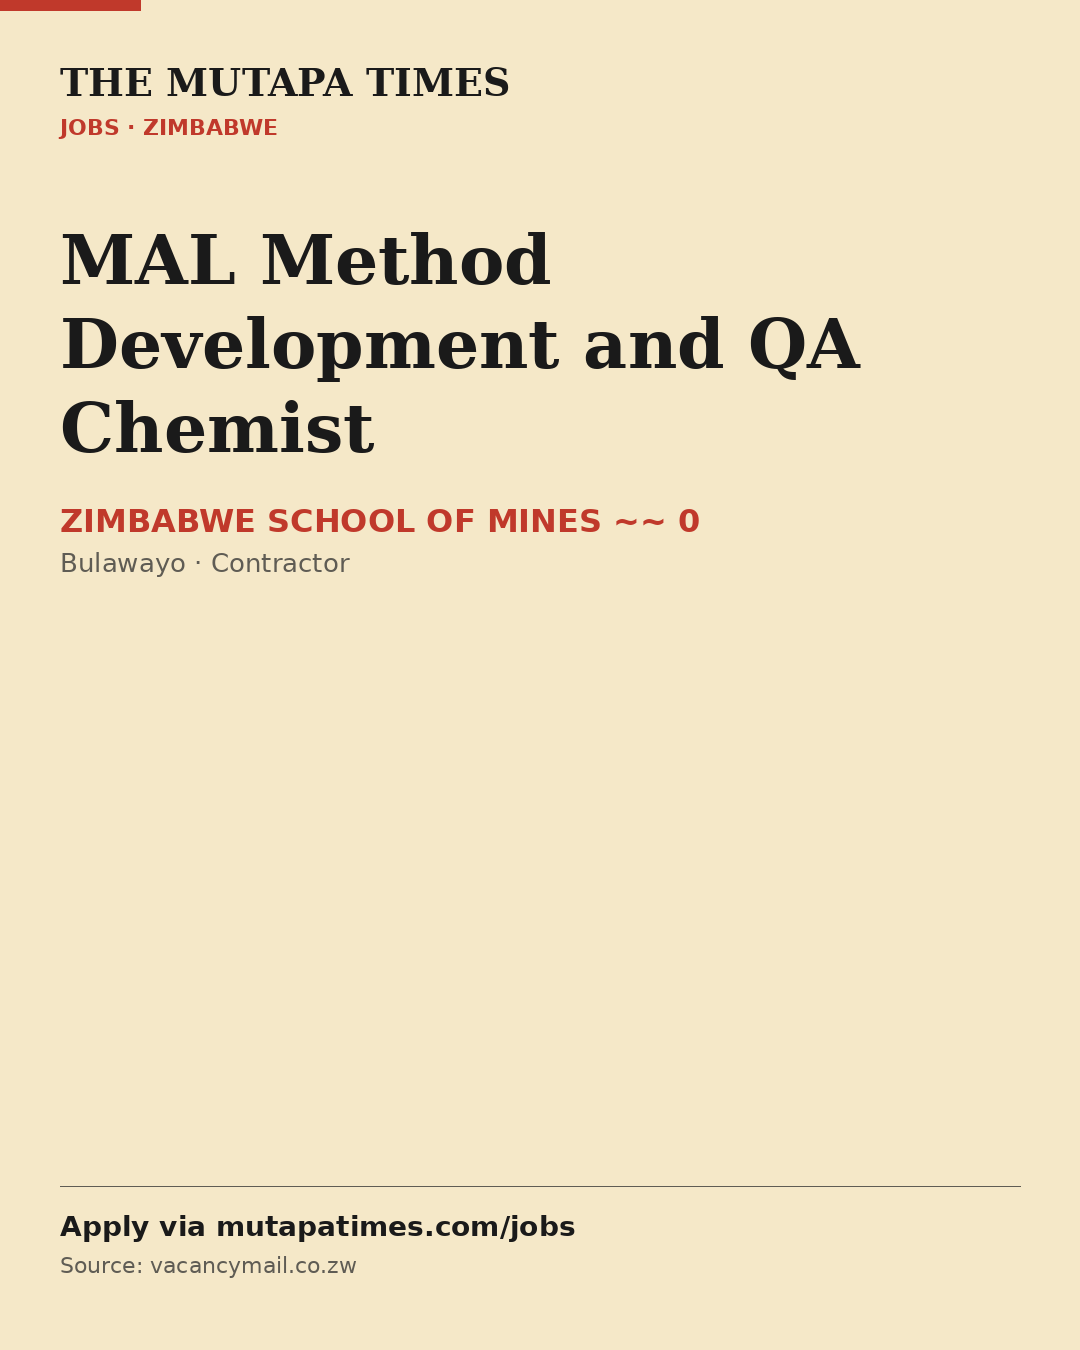 THE MUTAPA TIMES
JOBS · ZIMBABWE
MAL Method
Development and QA
Chemist
ZIMBABWE SCHOOL OF MINES ~~ 0
Bulawayo · Contractor
Apply via mutapatimes.com/jobs
Source: vacancymail.co.zw